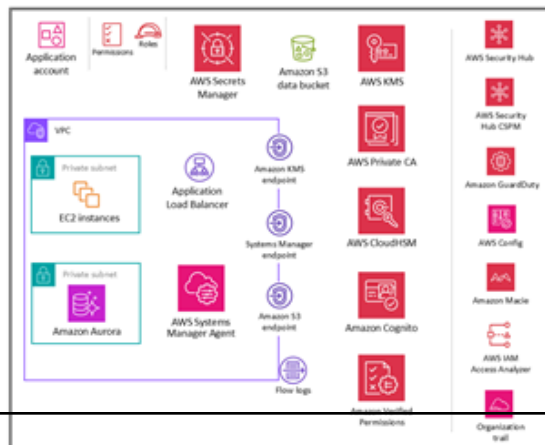 Application
account
Permissions
Roles
AWS Secrets
Manager
Amazon S3
data bucket
AWS KMS
AWS Security Hub
AWS Security
Hub CSPM
Amazon GuardDuty
AWS Config
Amazon Macie
AWS IAM
Access Analyzer
Organization
trail
VPC
Private subnet
EC2 instances
Application
Load Balancer
Amazon KMS
endpoint
AWS Private CA
Systems Manager
endpoint
AWS CloudHSM
Private subnet
Amazon Aurora
AWS Systems
Manager Agent
Amazon S3
endpoint
Amazon Cognito
Flow logs
Amazon Verified
Permissions